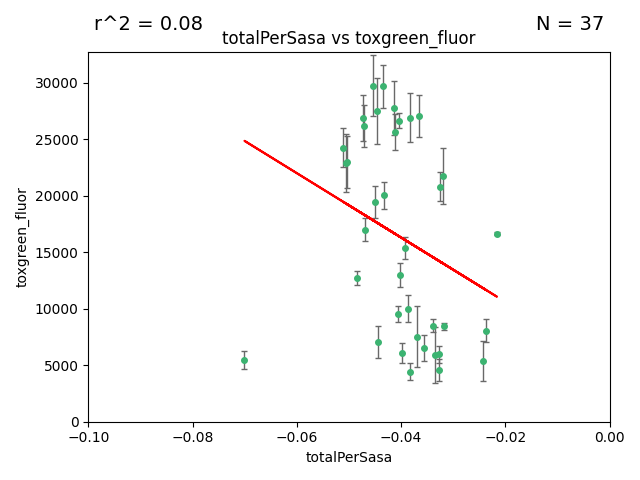 r^2 = 0.08
N = 37
totalPerSasa vs toxgreen_fluor
30000
25000
20000
15000
10000
5000
0
toxgreen_fluor
−0.10 −0.08 −0.06 −0.04 −0.02 0.00
totalPerSasa